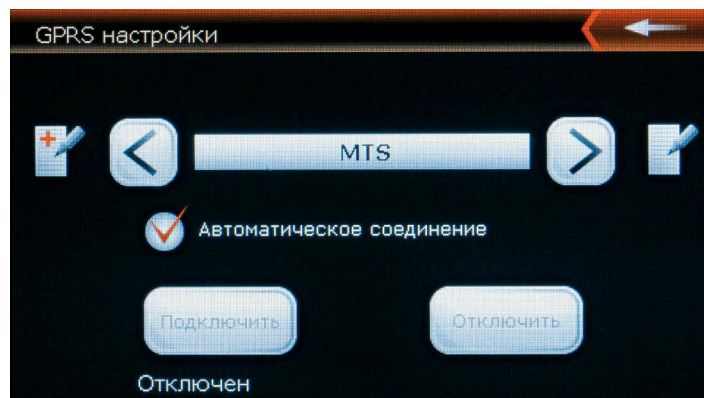 GPRS настройки
MTS
Автоматическое соединение
Подключить
Отключить
Отключен